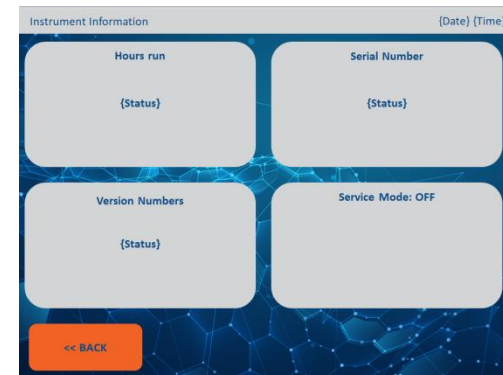 Instrument Information {Date} {Time}
Hours run
{Status}
Serial Number
{Status}
Version Numbers
{Status}
Service Mode: OFF
<< BACK